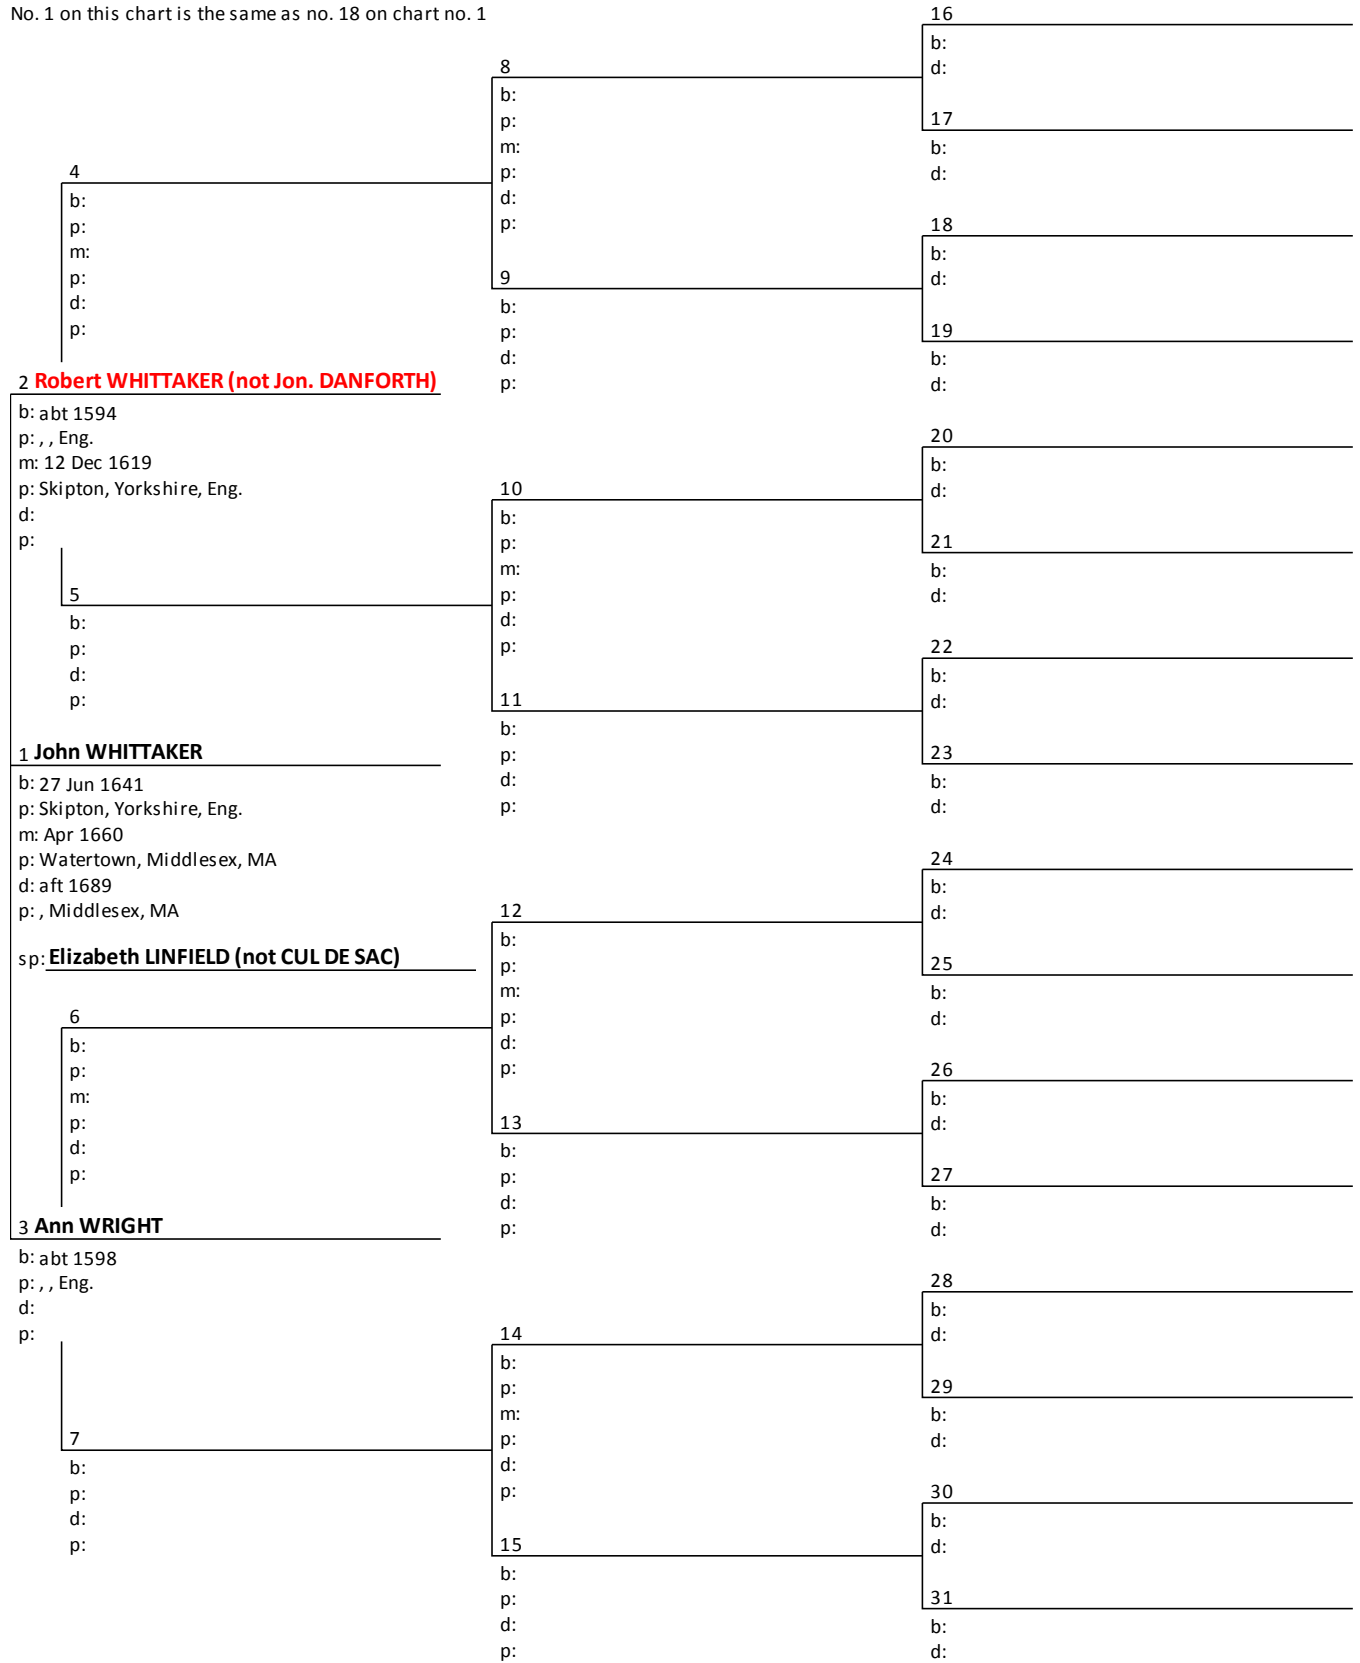 No. 1 on this chart is the same as no. 18 on chart no. 1
4
b:
p:
m:
p:
d:
p:
2 Robert WHITTAKER (not Jon. DANFORTH)
b: abt 1594
p: , , Eng.
m: 12 Dec 1619
p: Skipton, Yorkshire, Eng.
d:
p:
5
b:
p:
d:
p:
1 John WHITTAKER
b: 27 Jun 1641
p: Skipton, Yorkshire, Eng.
m: Apr 1660
p: Watertown, Middlesex, MA
d: aft 1689
p: , Middlesex, MA
sp: Elizabeth LINFIELD (not CUL DE SAC)
6
b:
p:
m:
p:
d:
p:
3 Ann WRIGHT
b: abt 1598
p: , , Eng.
d:
p:
7
b:
p:
d:
p:
8
b:
p:
m:
p:
d:
p:
9
b:
p:
d:
p:
10
b:
p:
m:
p:
d:
p:
11
b:
p:
d:
p:
12
b:
p:
m:
p:
d:
p:
13
b:
p:
d:
p:
14
b:
p:
m:
p:
d:
p:
15
b:
p:
d:
p:
16
b:
d:
17
b:
d:
18
b:
d:
19
b:
d:
20
b:
d:
21
b:
d:
22
b:
d:
23
b:
d:
24
b:
d:
25
b:
d:
26
b:
d:
27
b:
d:
28
b:
d:
29
b:
d:
30
b:
d:
31
b:
d: